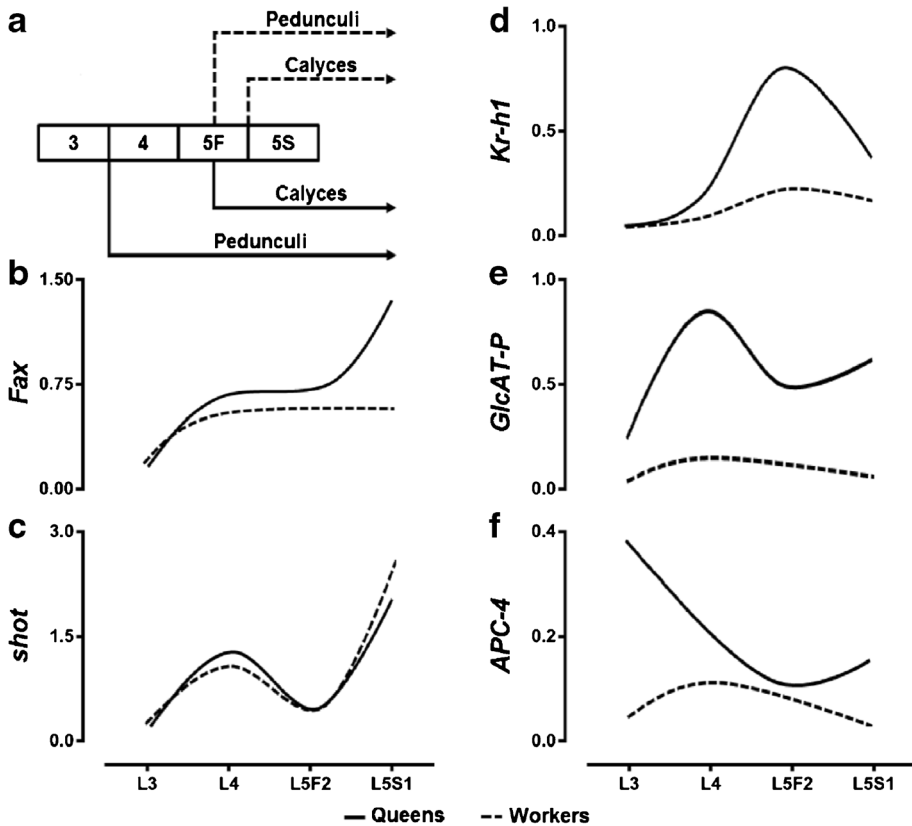 a
Pedunculi
Calyces
3 4 5F 5S
Calyces
Pedunculi
b
Fax
1.50
0.75
0.00
c
shot
3.0
1.5
0.0
L3 L4 L5F2 L5S1
d
Kr-h1
1.0
0.5
0.0
e
GlcAT-P
1.0
0.5
0.0
f
APC-4
0.4
0.2
0.0
L3 L4 L5F2 L5S1
Queens Workers